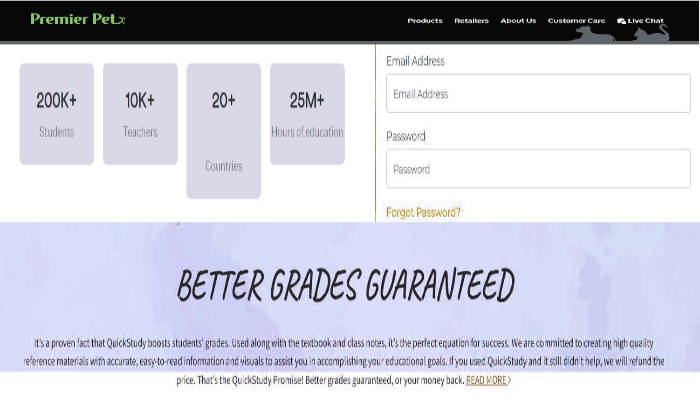 Premier Pet
Products Retailers About Us Customer Care Live Chat
200K+ 10K+ 20+ 25M+
Students Teachers Countries Hours of education
Email Address
Email Address
Password
Password
Forgot Password?
BETTER GRADES GUARANTEED
It's a proven fact that QuickStudy boosts students' grades. Used along with the textbook and class notes, it's the perfect equation for success. We are committed to creating high quality
reference materials with accurate, easy-to-read information and visuals to assist you in accomplishing your educational goals. If you used QuickStudy and it still didn't help, we will refund the
price. That's the QuickStudy Promise! Better grades guaranteed, or your money back. READ MORE